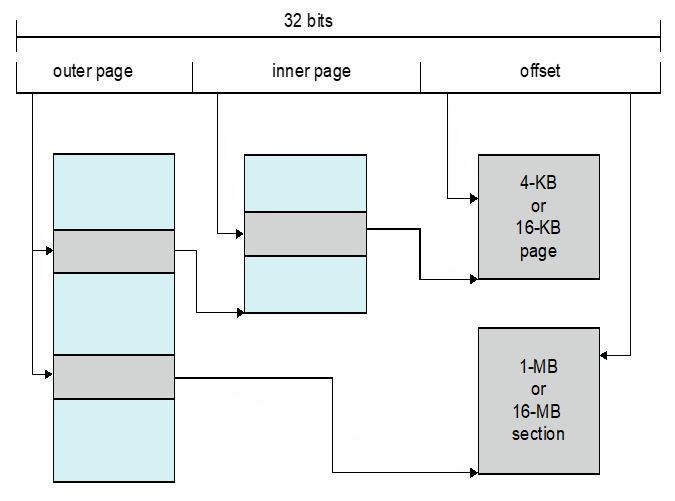 32 bits
outer page
inner page
offset
4-KB
or
16-KB
page
1-MB
or
16-MB
section